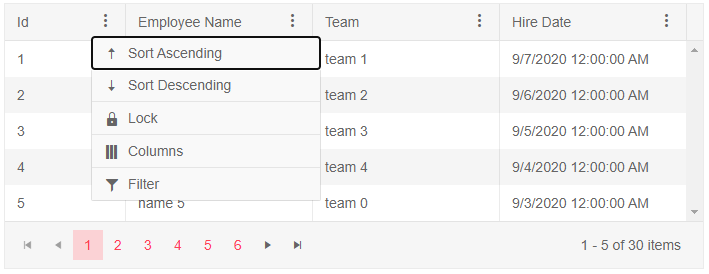 Id Employee Name Team Hire Date
1 Sort Ascending team 1 9/7/2020 12:00:00 AM
2 Sort Descending team 2 9/6/2020 12:00:00 AM
3 Lock team 3 9/5/2020 12:00:00 AM
4 Columns team 4 9/4/2020 12:00:00 AM
Filter
5 name 5 team 0 9/3/2020 12:00:00 AM
1 2 3 4 5 6 1 - 5 of 30 items